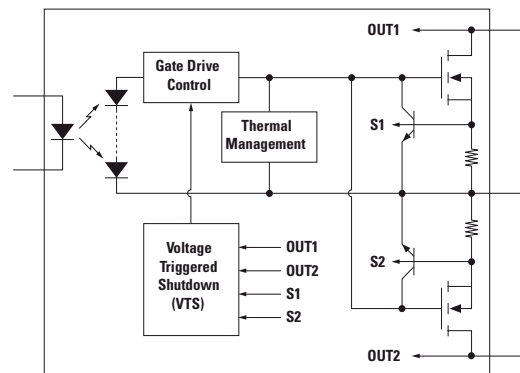 OUT1
Gate Drive
Control
S1
Thermal
Management
Voltage
Triggered
Shutdown
(VTS)
OUT1
OUT2
S1
S2
S2
OUT2